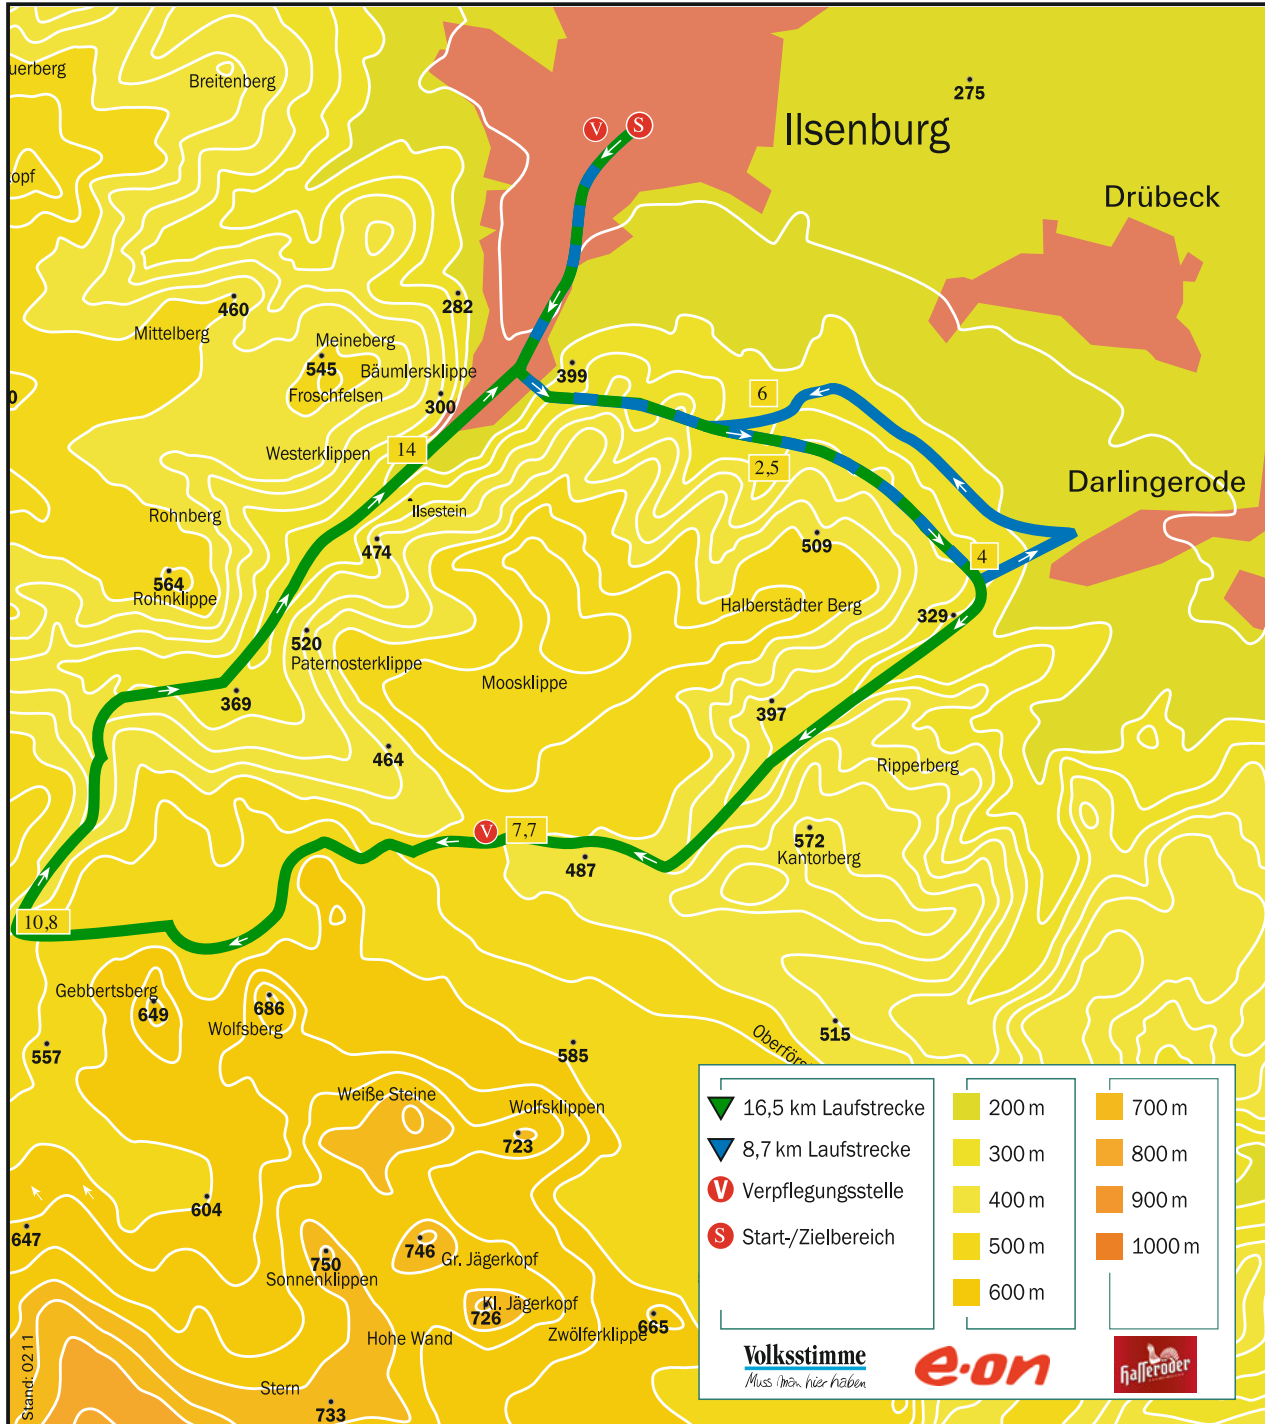 uerberg
Breitenberg
275
V
S
Ilsenburg
opf
Drübeck
460
282
Mittelberg
Meineberg
545
Bäumlersklippe
399
Froschfelsen
300
6
0
14
Westerklippen
2,5
Darlingerode
Ilsestein
Rohnberg
474
509
4
564
Rohnklippe
Halberstädter Berg
329
520
Paternosterklippe
Moosklippe
369
397
464
Ripperberg
V
7,7
572
Kantorberg
487
10,8
Gebbertsberg
649
686
Wolfsberg
557
585
515
Oberförs
Weiße Steine
Wolfsklippen
723
604
647
750
Sonnenklippen
746
Gr. Jägerkopf
Kl. Jägerkopf
726
Zwölferklippe
665
Hohe Wand
Stern
733
Stand: 0211
16,5 km Laufstrecke
8,7 km Laufstrecke
V Verpflegungsstelle
S Start-/Zielbereich
200 m
300 m
400 m
500 m
600 m
700 m
800 m
900 m
1000 m
Volksstimme
Muss man hier haben
e·on
Hasseröder